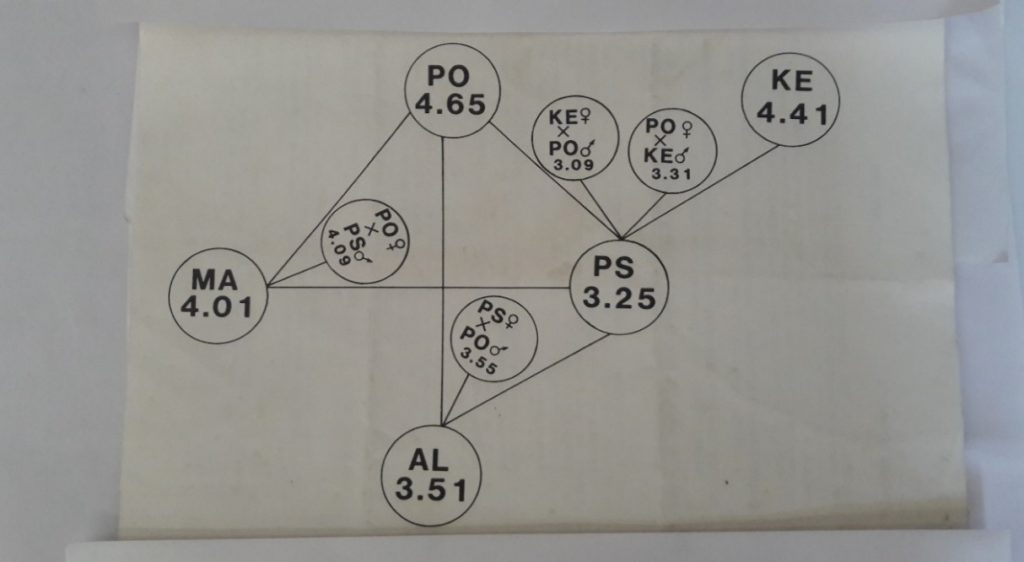 PO
4.65
KE
4.41
KE♀
×
PO♂
3.09
PO♀
×
KE♂
3.31
PO♀
×
PS♂
4.09
MA
4.01
PS
3.25
PS♀
×
PO♂
3.55
AL
3.51